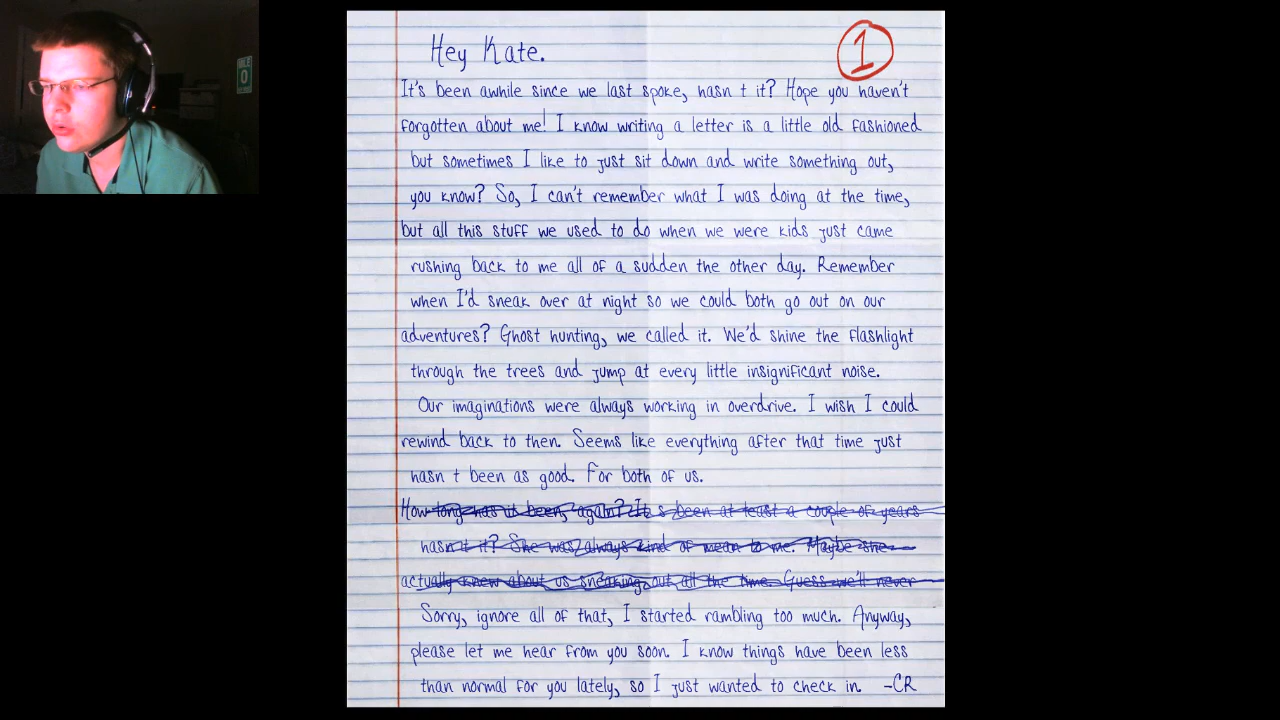 Hey Kate.
1
It's been awhile since we last spoke, hasn t it? Hope you haven't
forgotten about me! I know writing a letter is a little old fashioned
but sometimes I like to just sit down and write something out,
you know? So, I can't remember what I was doing at the time,
but all this stuff we used to do when we were kids just came
rushing back to me all of a sudden the other day. Remember
when I'd sneak over at night so we could both go out on our
adventures? Ghost hunting, we called it. We'd shine the flashlight
through the trees and jump at every little insignificant noise.
Our imaginations were always working in overdrive. I wish I could
rewind back to then. Seems like everything after that time just
hasn t been as good. For both of us.
How long has it been, again? It s been at least a couple of years
hasn t it? She was always kind of mean to me. Maybe she
actually knew about us sneaking out all the time. Guess we'll never
Sorry, ignore all of that, I started rambling too much. Anyway,
please let me hear from you soon. I know things have been less
than normal for you lately, so I just wanted to check in. -CR
MILE
0